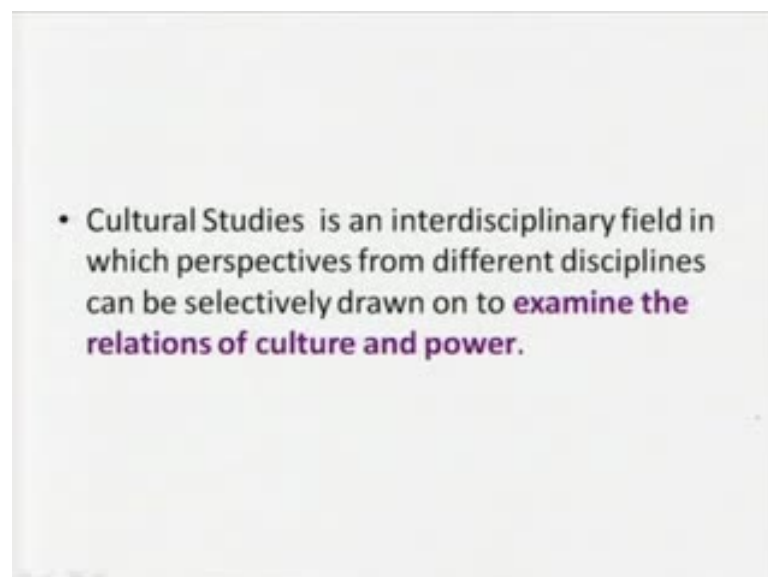 • Cultural Studies is an interdisciplinary field in
which perspectives from different disciplines
can be selectively drawn on to examine the
relations of culture and power.